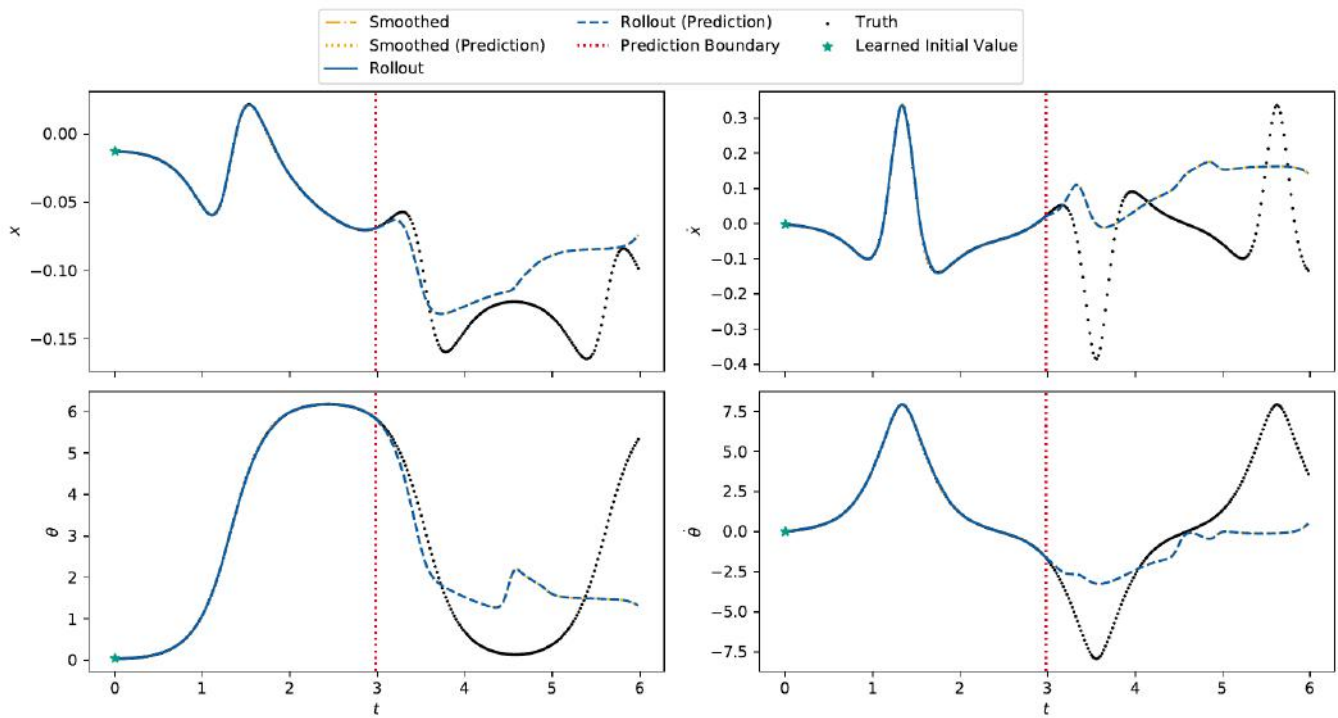 Smoothed
Smoothed (Prediction)
Rollout
Rollout (Prediction)
Prediction Boundary
Truth
Learned Initial Value
0.00
−0.05
−0.10
−0.15
x
0.3
0.2
0.1
0.0
−0.1
−0.2
−0.3
−0.4
ẋ
6
5
4
3
2
1
0
θ
0 1 2 3 4 5 6
t
7.5
5.0
2.5
0.0
−2.5
−5.0
−7.5
θ̇
0 1 2 3 4 5 6
t